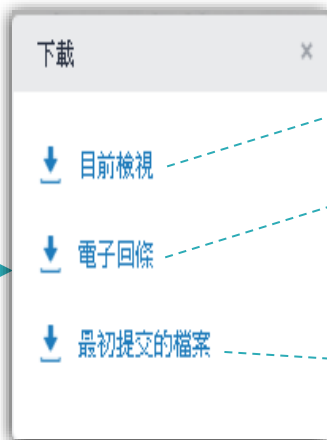 下載
目前檢視
電子回條
最初提交的檔案